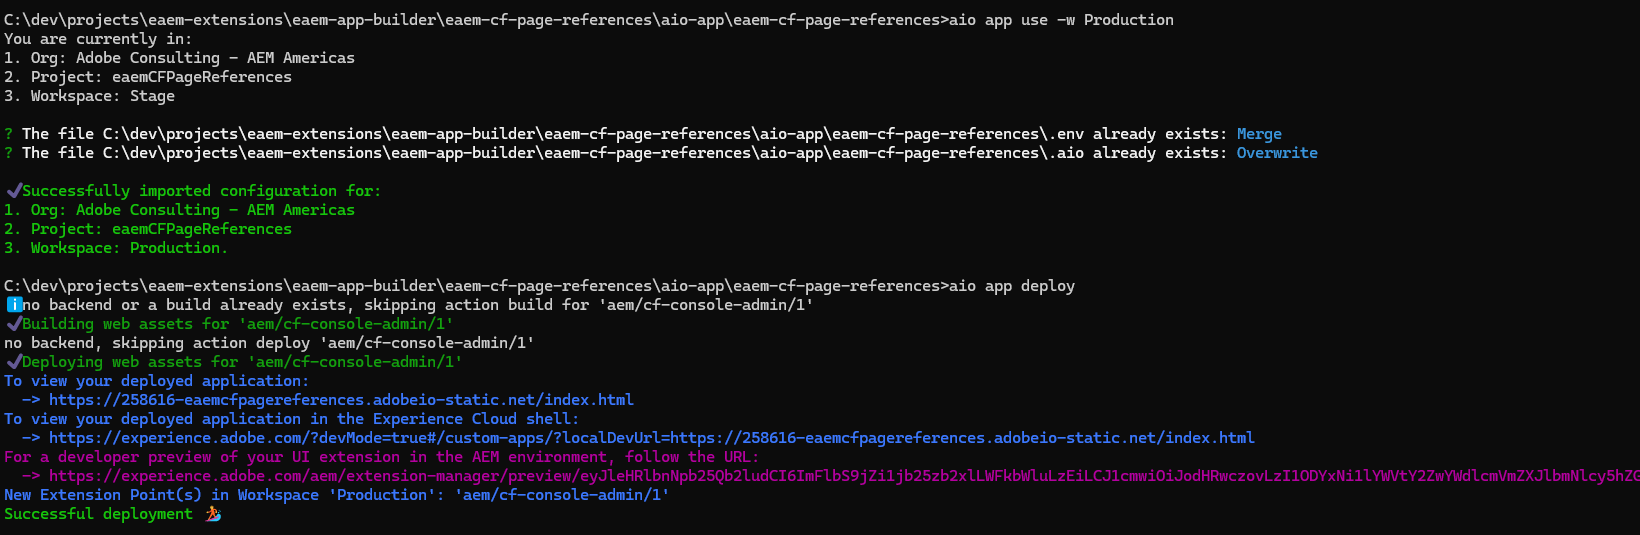 C:\dev\projects\eaem-extensions\eaem-app-builder\eaem-cf-page-references\aio-app\eaem-cf-page-references>aio app use -w Production
You are currently in:
1. Org: Adobe Consulting - AEM Americas
2. Project: eaemCFPageReferences
3. Workspace: Stage
? The file C:\dev\projects\eaem-extensions\eaem-app-builder\eaem-cf-page-references\aio-app\eaem-cf-page-references\.env already exists: Merge
? The file C:\dev\projects\eaem-extensions\eaem-app-builder\eaem-cf-page-references\aio-app\eaem-cf-page-references\.aio already exists: Overwrite
✔Successfully imported configuration for:
1. Org: Adobe Consulting - AEM Americas
2. Project: eaemCFPageReferences
3. Workspace: Production.
C:\dev\projects\eaem-extensions\eaem-app-builder\eaem-cf-page-references\aio-app\eaem-cf-page-references>aio app deploy
ℹno backend or a build already exists, skipping action build for 'aem/cf-console-admin/1'
✔Building web assets for 'aem/cf-console-admin/1'
no backend, skipping action deploy 'aem/cf-console-admin/1'
✔Deploying web assets for 'aem/cf-console-admin/1'
To view your deployed application:
-> https://258616-eaemcfpagereferences.adobeio-static.net/index.html
To view your deployed application in the Experience Cloud shell:
-> https://experience.adobe.com/?devMode=true#/custom-apps/?localDevUrl=https://258616-eaemcfpagereferences.adobeio-static.net/index.html
For a developer preview of your UI extension in the AEM environment, follow the URL:
-> https://experience.adobe.com/aem/extension-manager/preview/eyJleHRlbnNpb25Qb2ludCI6ImFlbS9jZi1jb25zb2xlLWFkbWluLzEiLCJ1cmwiOiJodHRwczovLzI1ODYxNi1lYWVtY2ZwYWdlcmVmZXJlbmNlcy5hZG
New Extension Point(s) in Workspace 'Production': 'aem/cf-console-admin/1'
Successful deployment 🏄